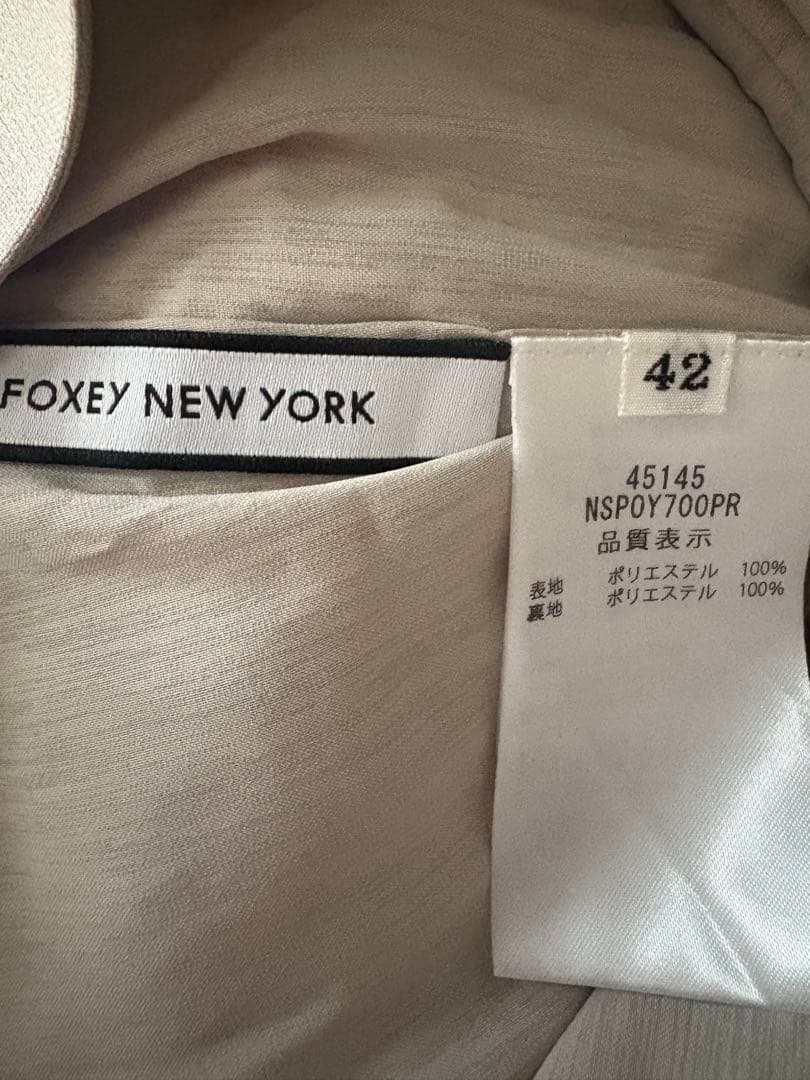 FOXEY NEW YORK
42
45145
NSP0Y700PR
品質表示
表地 ポリエステル 100%
裏地 ポリエステル 100%